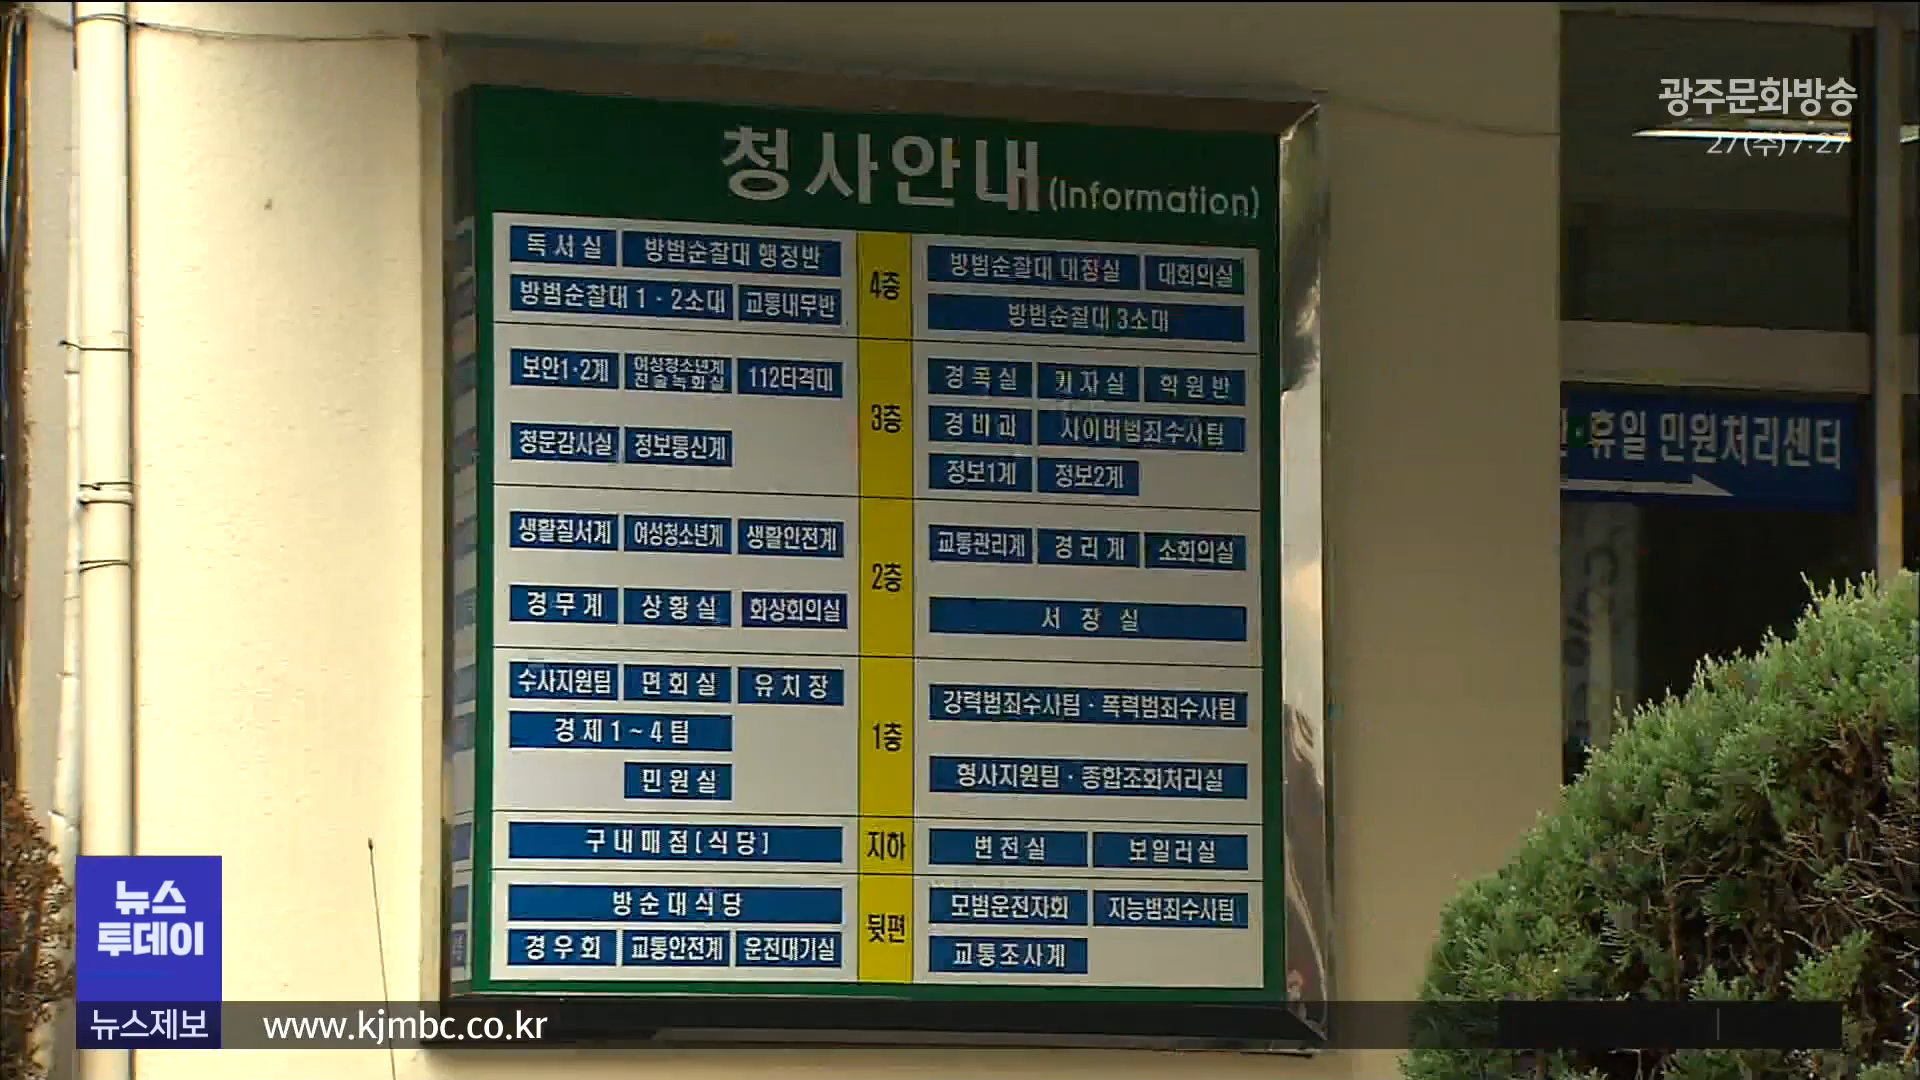 광주문화방송
27(수)7:27
청사안내(Information)
독서실 방범순찰대 행정반
방범순찰대 1·2소대 교통내무반
4층
방범순찰대 대장실 대회의실
방범순찰대 3소대
보안1·2계 여성청소년계 진술녹화실 112타격대
청문감사실 정보통신계
3층
경목실 기자실 학원반
경비과 사이버범죄수사팀
정보1계 정보2계
생활질서계 여성청소년계 생활안전계
경무계 상황실 화상회의실
2층
교통관리계 경리계 소회의실
서장실
수사지원팀 면회실 유치장
경제1~4팀
민원실
1층
강력범죄수사팀·폭력범죄수사팀
형사지원팀·종합조회처리실
구내매점(식당)
지하
변전실 보일러실
방순대식당
경우회 교통안전계 운전대기실
뒷편
모범운전자회 지능범죄수사팀
교통조사계
·휴일 민원처리센터
뉴스
투데이
뉴스제보 www.kjmbc.co.kr